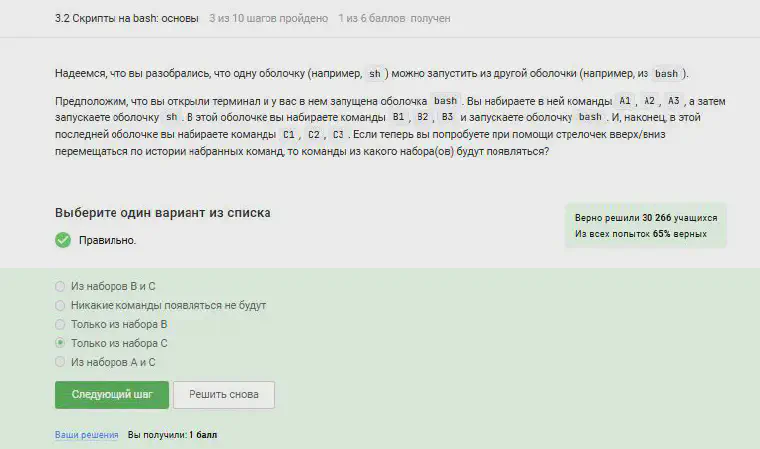 3.2 Скрипты на bash: основы 3 из 10 шагов пройдено 1 из 6 баллов получен
Надеемся, что вы разобрались, что одну оболочку (например, sh ) можно запустить из другой оболочки (например, из bash ).
Предположим, что вы открыли терминал и у вас в нем запущена оболочка bash . Вы набираете в ней команды A1 , A2 , A3 , а затем
запускаете оболочку sh . В этой оболочке вы набираете команды B1 , B2 , B3 и запускаете оболочку bash . И, наконец, в этой
последней оболочке вы набираете команды C1 , C2 , C3 . Если теперь вы попробуете при помощи стрелочек вверх/вниз
перемещаться по истории набранных команд, то команды из какого набора(ов) будут появляться?
Выберите один вариант из списка
Верно решили 30 266 учащихся
Из всех попыток 65% верных
Правильно.
Из наборов B и C
Никакие команды появляться не будут
Только из набора B
Только из набора C
Из наборов A и C
Следующий шаг Решить снова
Ваши решения Вы получили: 1 балл